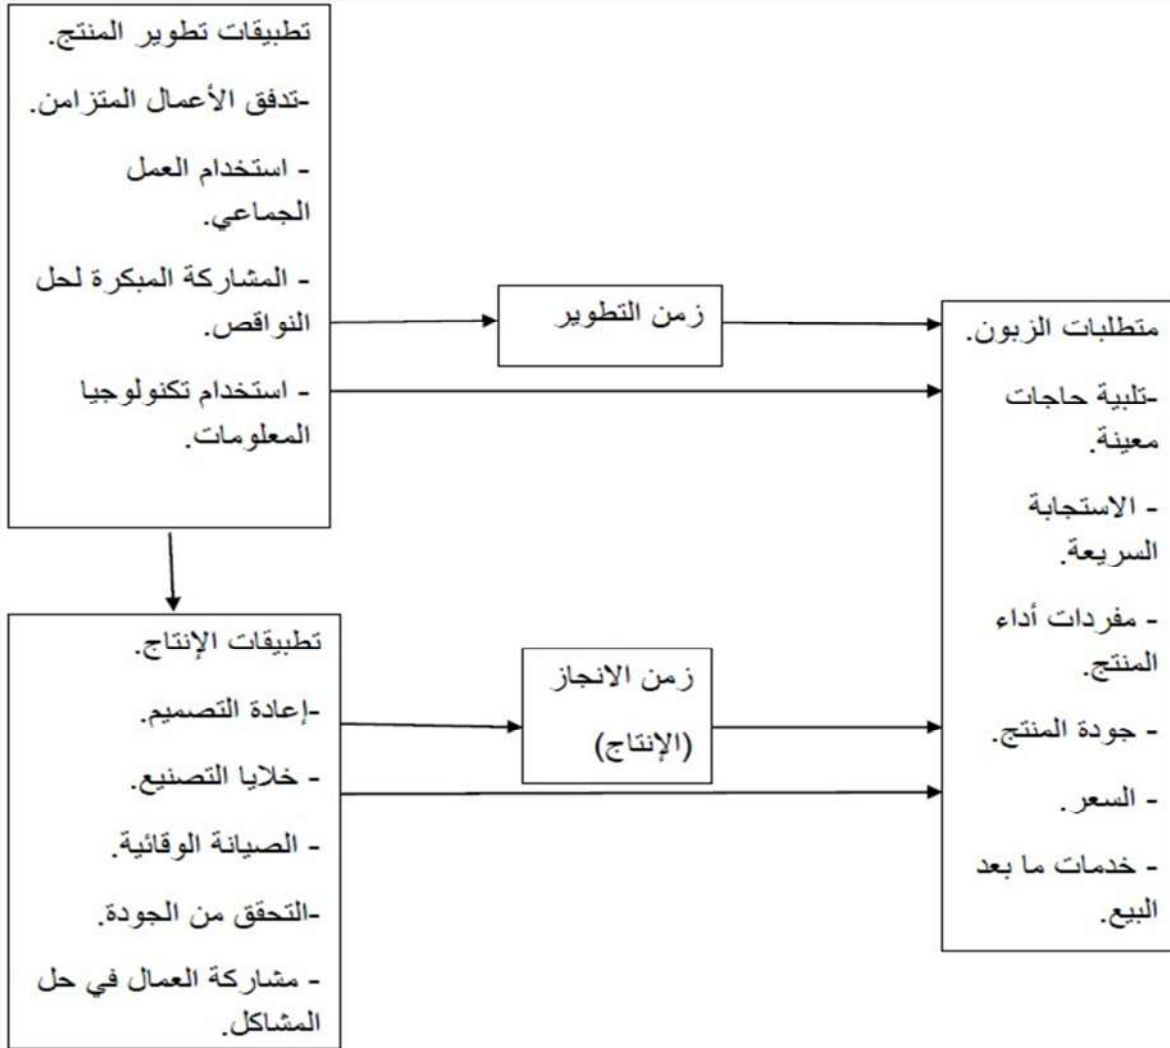 تطبيقات تطوير المنتج.
-تدفق الأعمال المتزامن.
- استخدام العمل
الجماعي.
- المشاركة المبكرة لحل
النواقص.
- استخدام تكنولوجيا
المعلومات.
زمن التطوير
متطلبات الزبون.
-تلبية حاجات
معينة.
- الاستجابة
السريعة.
- مفردات أداء
المنتج.
- جودة المنتج.
- السعر.
- خدمات ما بعد
البيع.
تطبيقات الإنتاج.
-إعادة التصميم.
- خلايا التصنيع.
- الصيانة الوقائية.
-التحقق من الجودة.
- مشاركة العمال في حل
المشاكل.
زمن الانجاز
(الإنتاج)